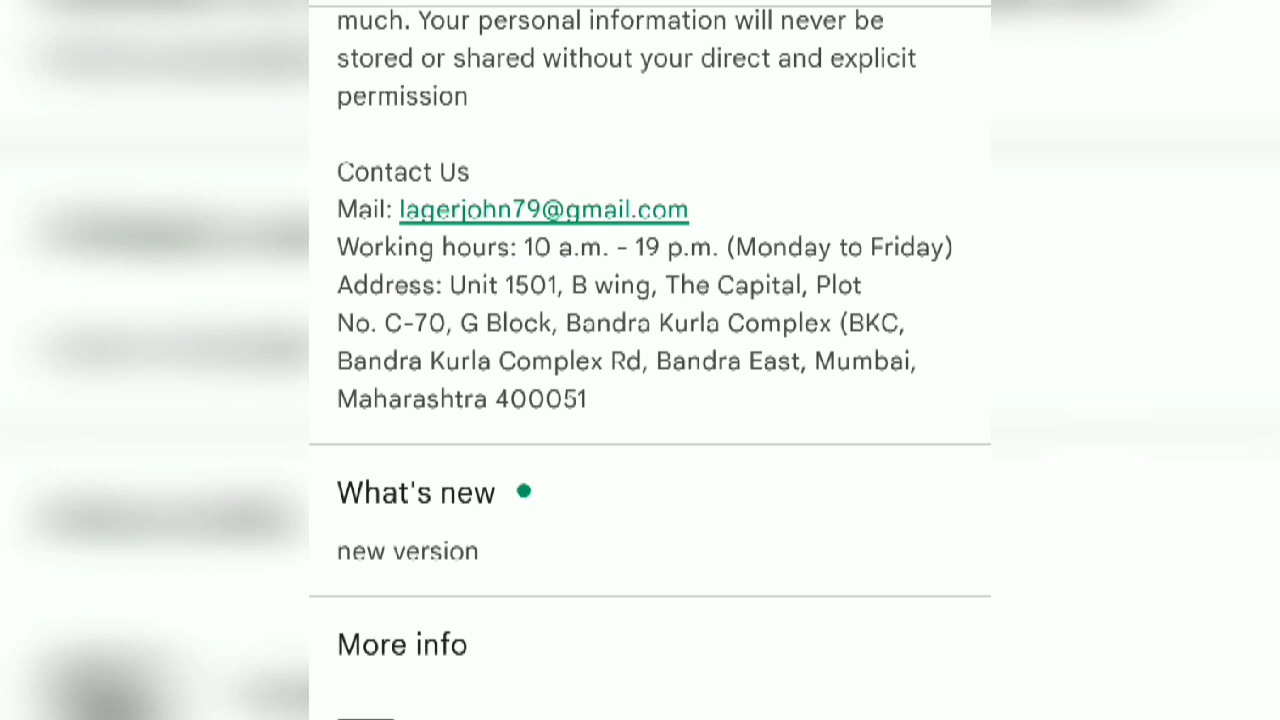 much. Your personal information will never be
stored or shared without your direct and explicit
permission
Contact Us
Mail: lagerjohn79@gmail.com
Working hours: 10 a.m. - 19 p.m. (Monday to Friday)
Address: Unit 1501, B wing, The Capital, Plot
No. C-70, G Block, Bandra Kurla Complex (BKC,
Bandra Kurla Complex Rd, Bandra East, Mumbai,
Maharashtra 400051
What's new
new version
More info